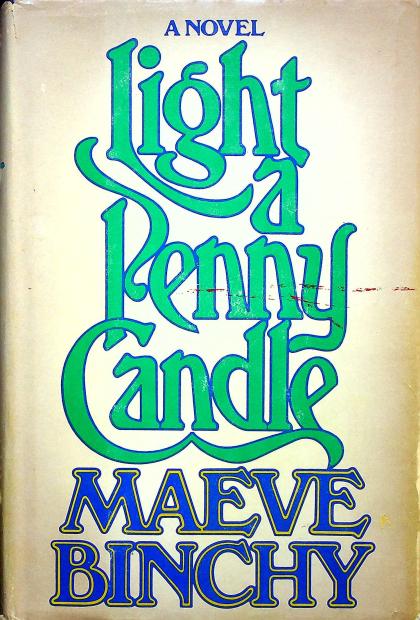 A NOVEL
Light
a
Penny
Candle
MAEVE
BINCHY